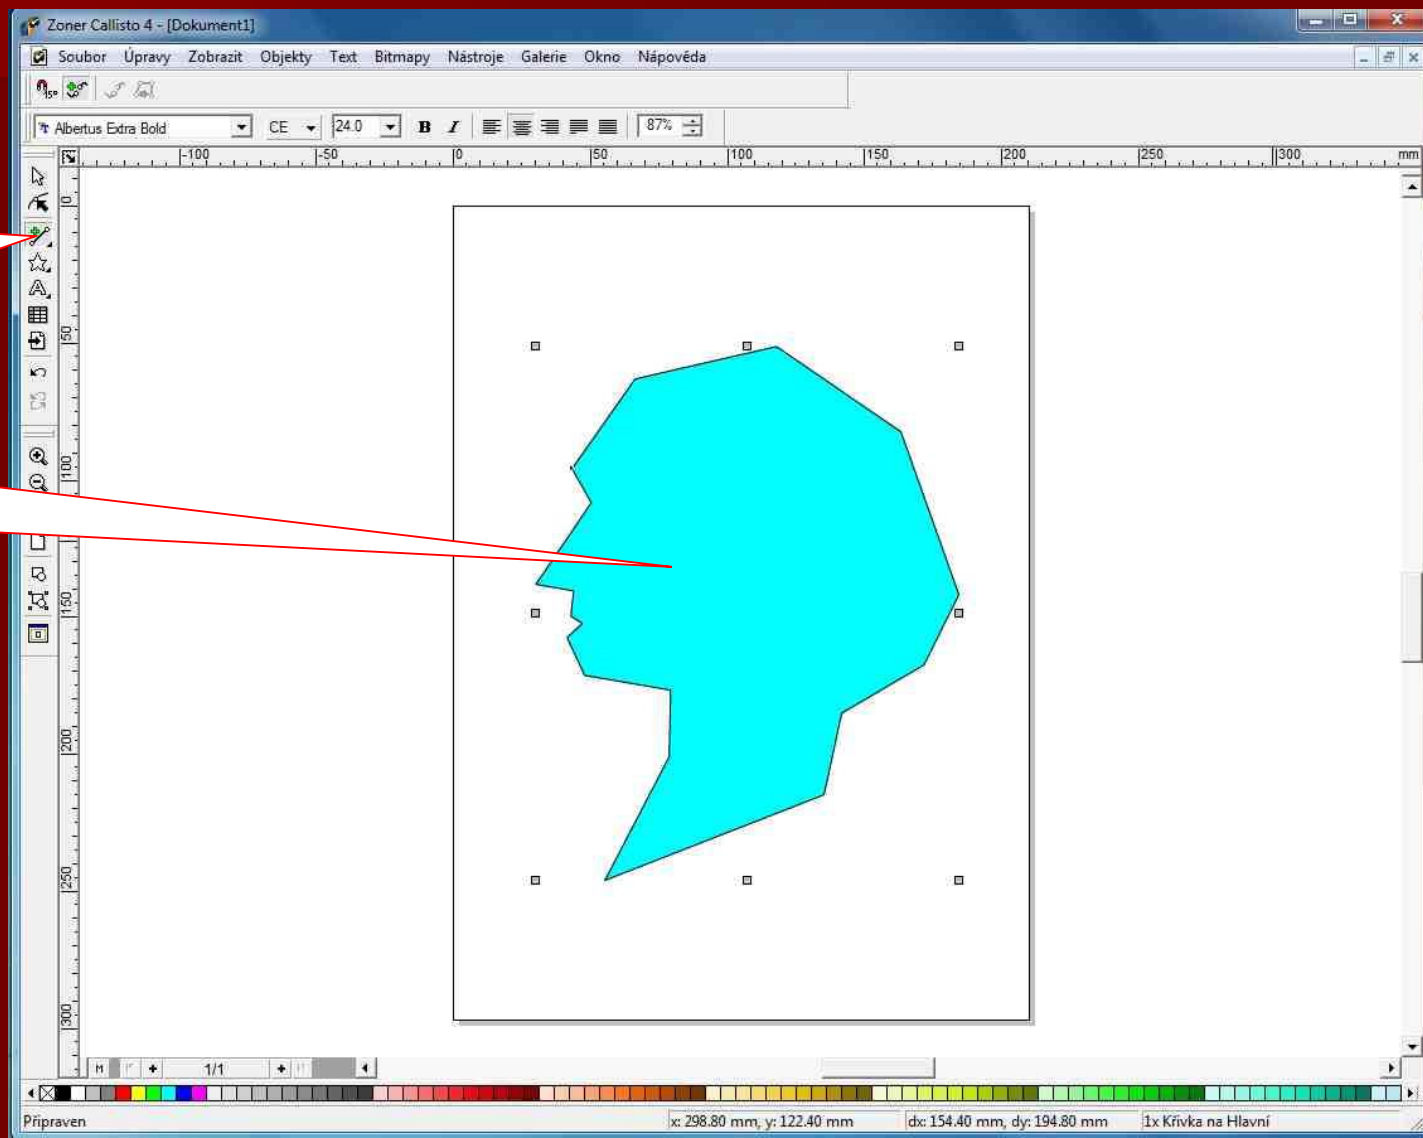 Zoner Callisto 4 - [Dokument1]
Soubor Úpravy Zobrazit Objekty Text Bitmapy Nástroje Galerie Okno Nápověda
15°
Albertus Extra Bold CE 24.0 B I 87%
-100 -50 0 50 100 150 200 250 300 mm
0
50
100
150
200
250
300
1/1
Připraven x: 298.80 mm, y: 122.40 mm dx: 154.40 mm, dy: 194.80 mm 1x Křivka na Hlavní